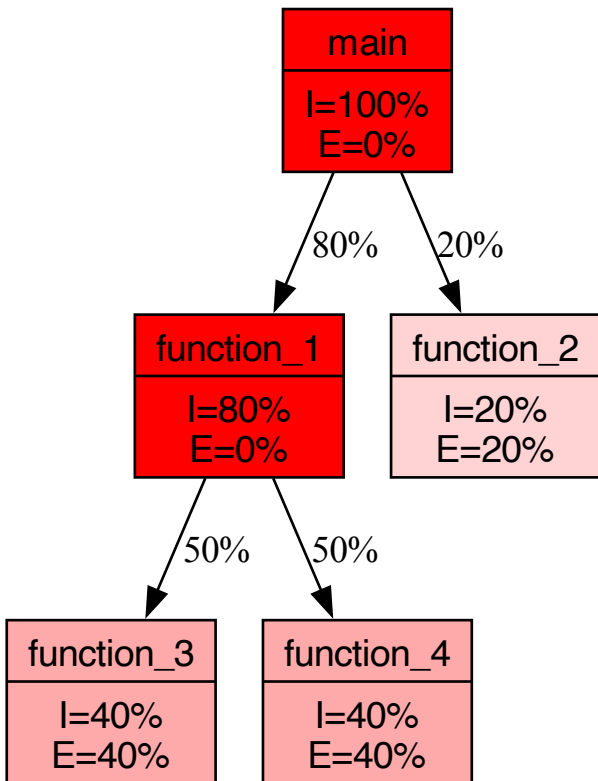 main
I=100%
E=0%
80%
20%
function_1
I=80%
E=0%
function_2
I=20%
E=20%
50%
50%
function_3
I=40%
E=40%
function_4
I=40%
E=40%